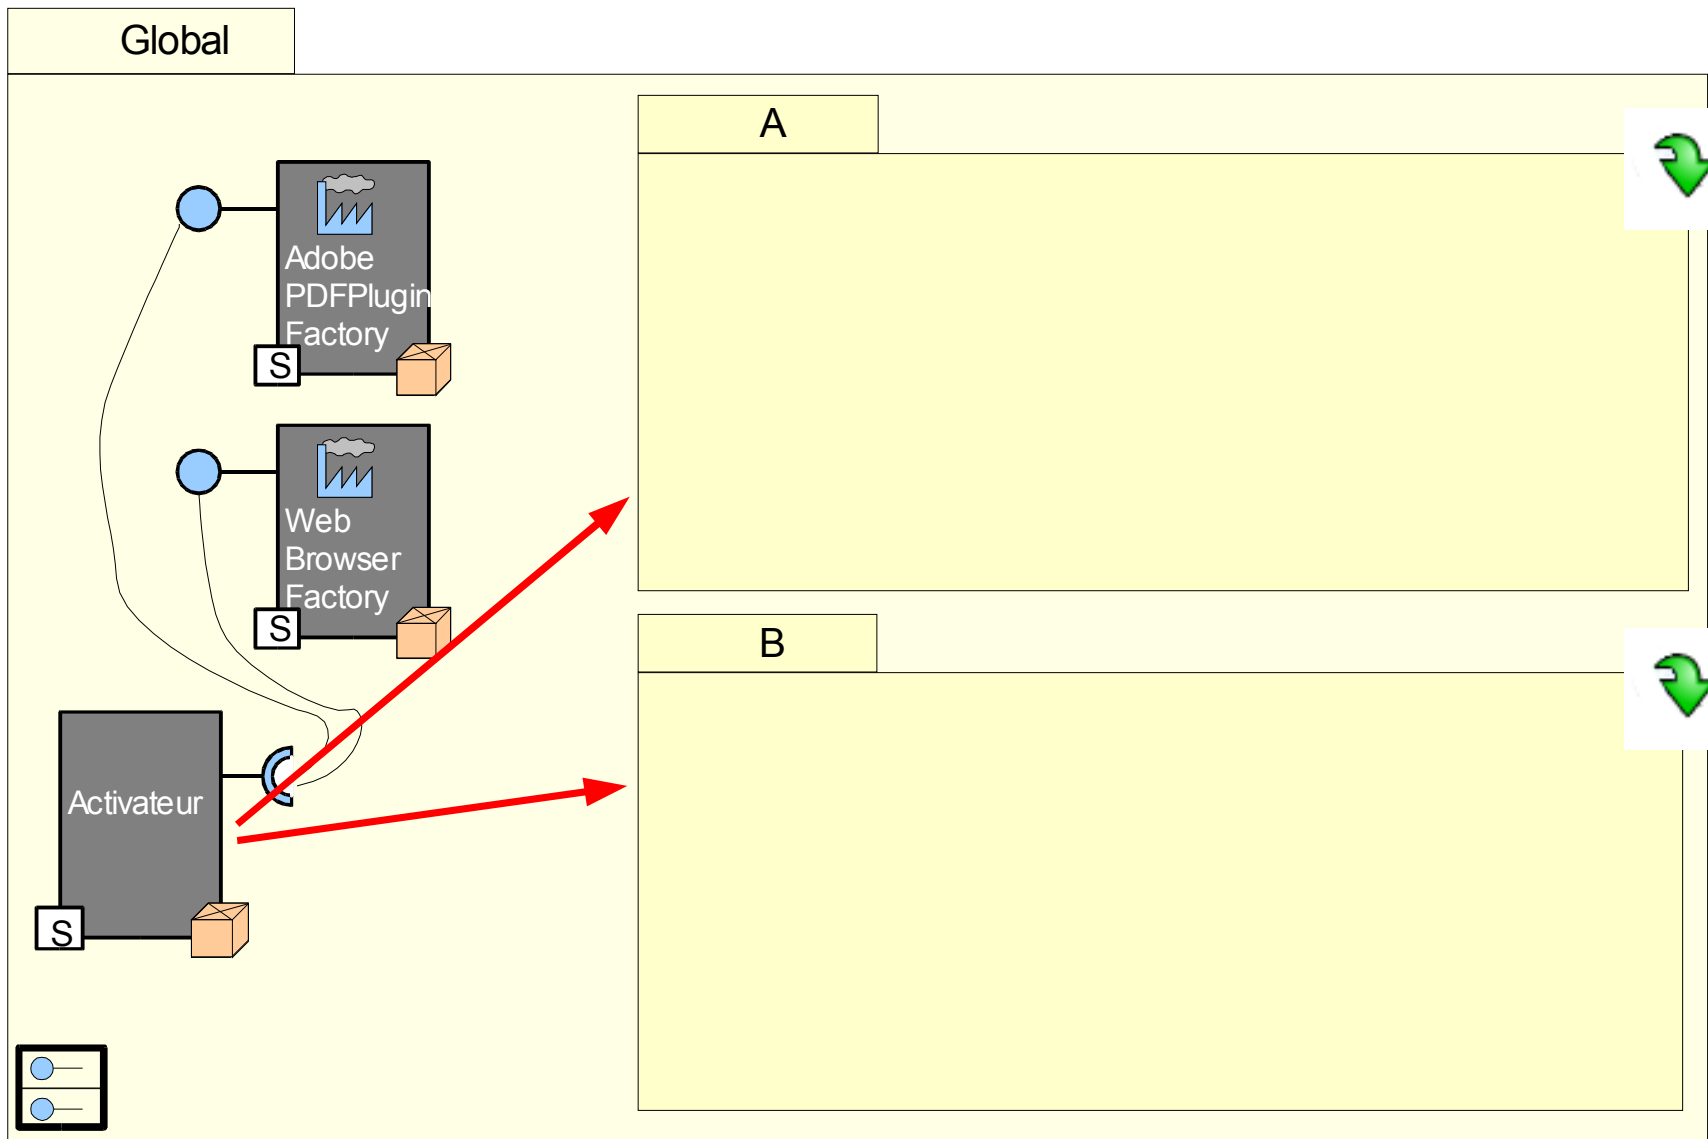 Global
A
Adobe
PDFPlugin
Factory
S
Web
Browser
Factory
S
B
Activateur
S